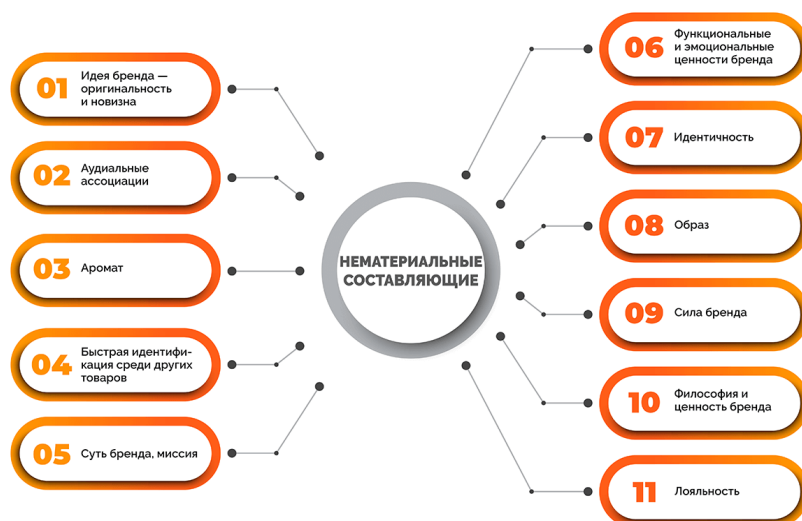 01
Идея бренда —
оригинальность
и новизна
02
Аудиальные
ассоциации
03
Аромат
04
Быстрая идентифи-
кация среди других
товаров
05
Суть бренда, миссия
НЕМАТЕРИАЛЬНЫЕ
СОСТАВЛЯЮЩИЕ
06
Функциональные
и эмоциональные
ценности бренда
07
Идентичность
08
Образ
09
Сила бренда
10
Философия и
ценность бренда
11
Лояльность